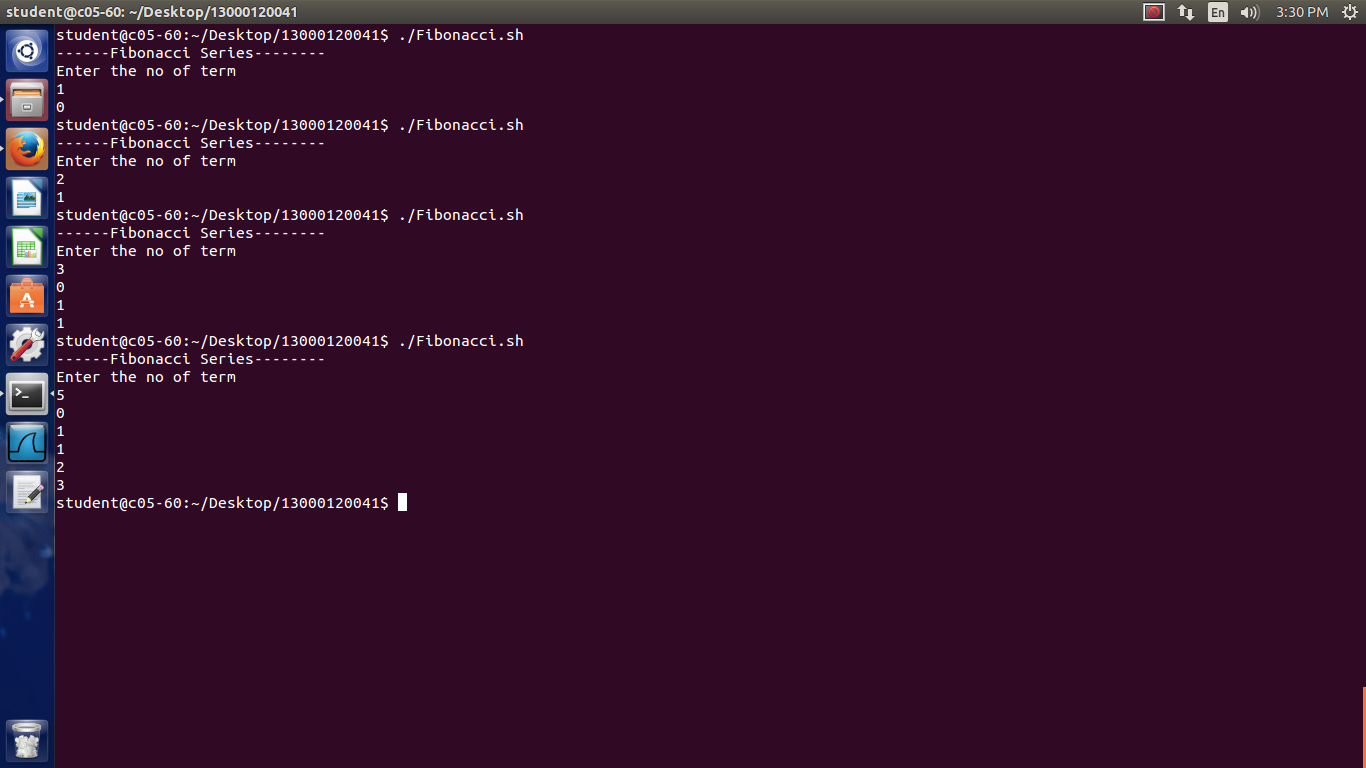 student@c05-60: ~/Desktop/13000120041
En
3:30 PM
student@c05-60:~/Desktop/13000120041$ ./Fibonacci.sh
------Fibonacci Series--------
Enter the no of term
1
0
student@c05-60:~/Desktop/13000120041$ ./Fibonacci.sh
------Fibonacci Series--------
Enter the no of term
2
1
student@c05-60:~/Desktop/13000120041$ ./Fibonacci.sh
------Fibonacci Series--------
Enter the no of term
3
0
1
1
student@c05-60:~/Desktop/13000120041$ ./Fibonacci.sh
------Fibonacci Series--------
Enter the no of term
5
0
1
1
2
3
student@c05-60:~/Desktop/13000120041$